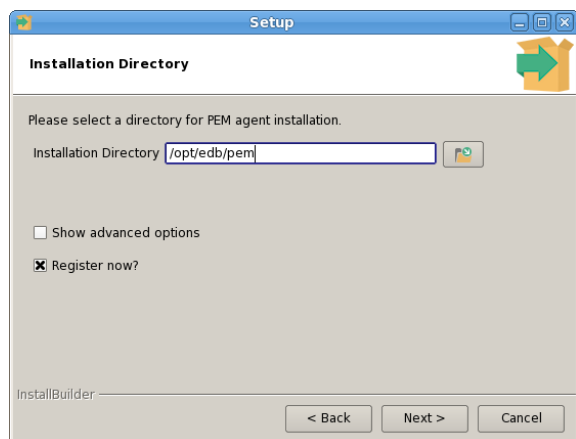 Setup
Installation Directory
Please select a directory for PEM agent installation.
Installation Directory /opt/edb/pem
Show advanced options
Register now?
InstallBuilder
< Back Next > Cancel